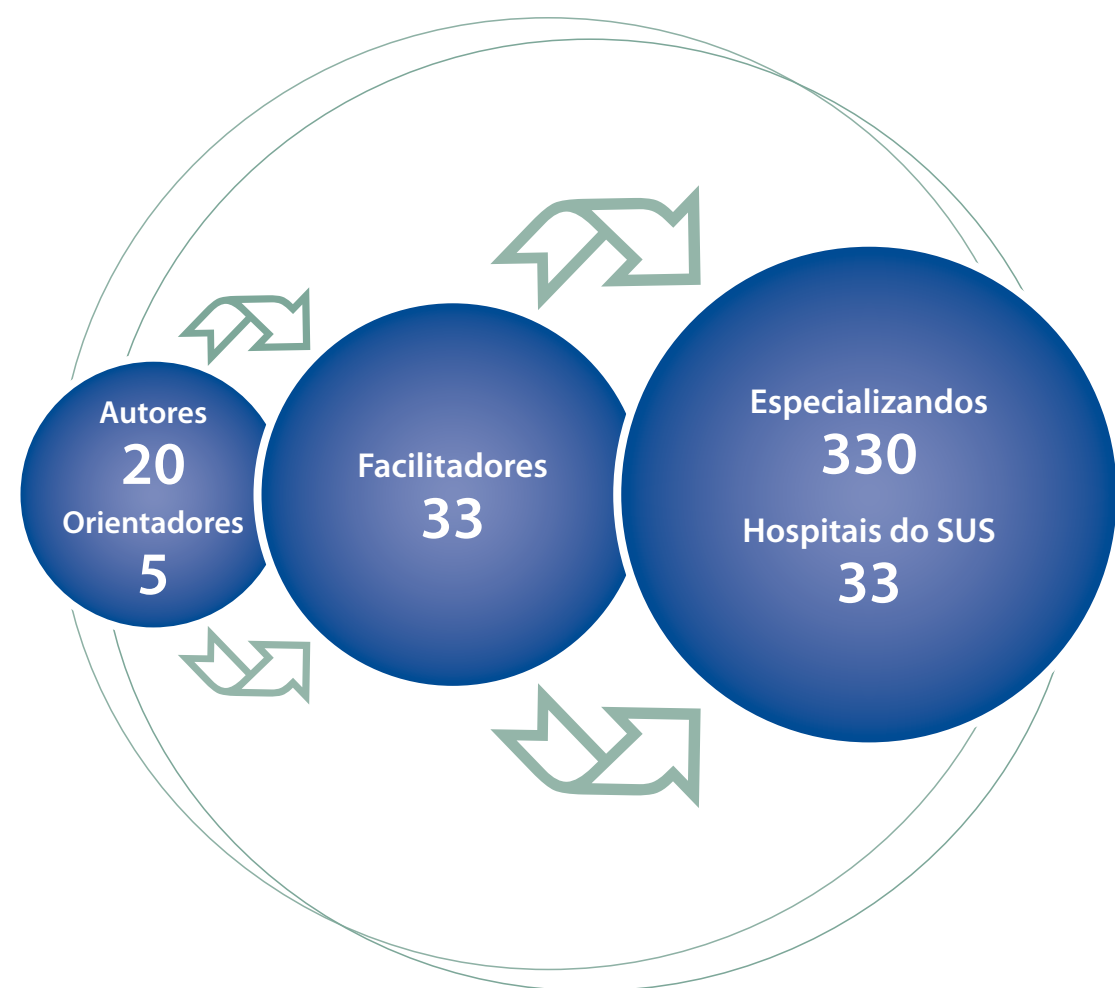 Autores
20
Orientadores
5
Facilitadores
33
Especializandos
330
Hospitais do SUS
33